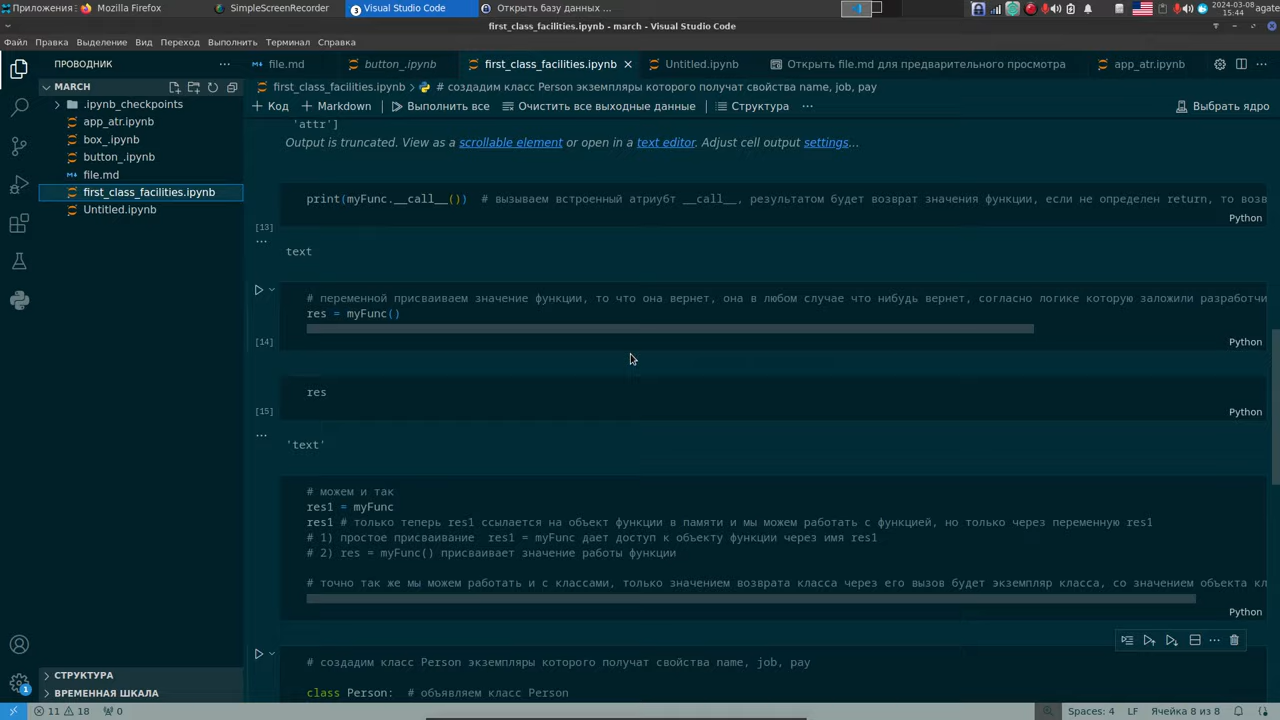 Приложения
Mozilla Firefox
SimpleScreenRecorder
3 Visual Studio Code
Открыть базу данных ...
2024-03-08
15:44
agate
first_class_facilities.ipynb - march - Visual Studio Code
Файл Правка Выделение Вид Переход Выполнить Терминал Справка
ПРОВОДНИК ...
file.md
button_.ipynb
first_class_facilities.ipynb
Untitled.ipynb
Открыть file.md для предварительного просмотра
app_atr.ipynb
MARCH
.ipynb_checkpoints
app_atr.ipynb
box_.ipynb
button_.ipynb
file.md
first_class_facilities.ipynb
Untitled.ipynb
СТРУКТУРА
ВРЕМЕННАЯ ШКАЛА
first_class_facilities.ipynb > # создадим класс Person экземпляры которого получат свойства name, job, pay
+ Код + Markdown Выполнить все Очистить все выходные данные Структура ... Выбрать ядро
'attr']
Output is truncated. View as a scrollable element or open in a text editor. Adjust cell output settings...
print(myFunc.__call__()) # вызываем встроенный атриубт __call__, результатом будет возврат значения функции, если не определен return, то возв
Python
[13]
...
text
# переменной присваиваем значение функции, то что она вернет, она в любом случае что нибудь вернет, согласно логике которую заложили разработчи
res = myFunc()
[14]
Python
res
[15]
Python
...
'text'
# можем и так
res1 = myFunc
res1 # только теперь res1 ссылается на объект функции в памяти и мы можем работать с функцией, но только через переменную res1
# 1) простое присваивание  res1 = myFunc дает доступ к объекту функции через имя res1
# 2) res = myFunc() присваивает значение работы функции
# точно так же мы можем работать и с классами, только значением возврата класса через его вызов будет экземпляр класса, со значением объекта кл
Python
# создадим класс Person экземпляры которого получат свойства name, job, pay
class Person:  # объявляем класс Person
1
11 18 0
Spaces: 4 LF Ячейка 8 из 8